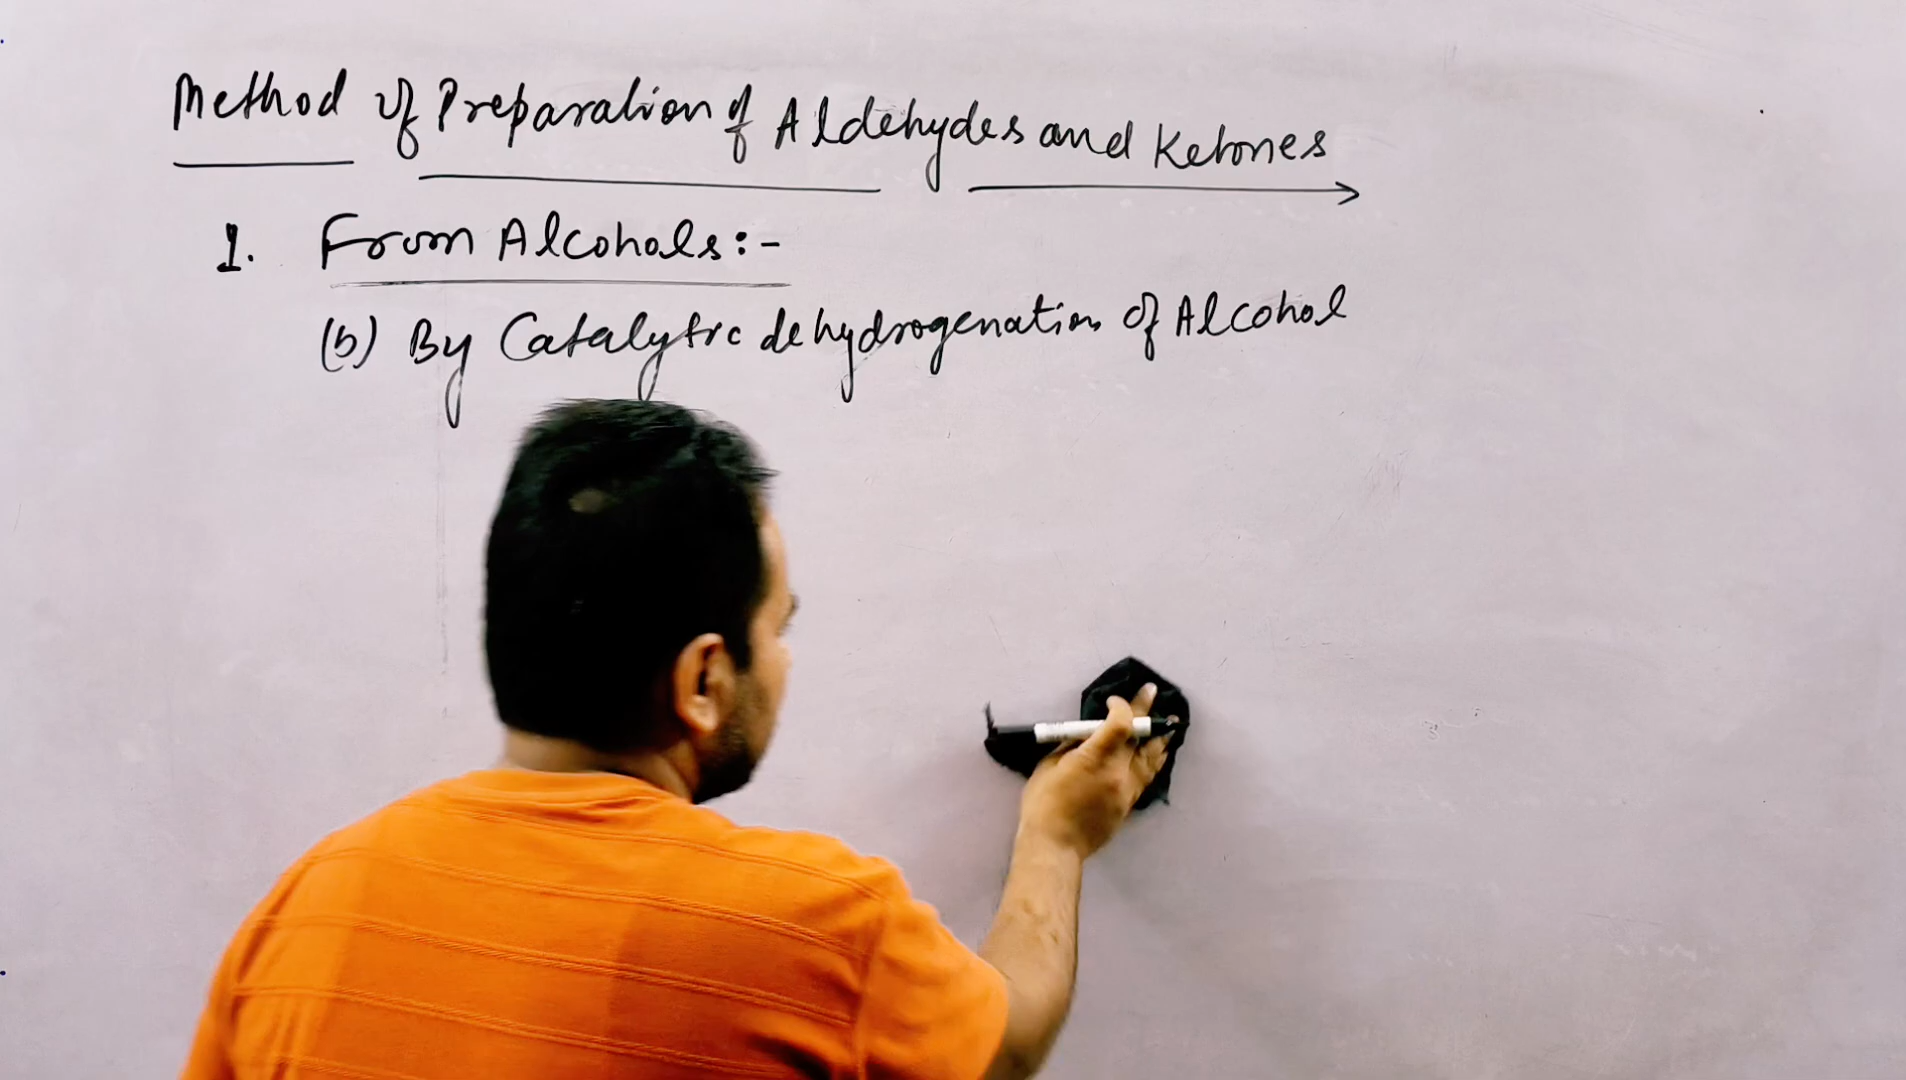 Method of Preparation of Aldehydes and Ketones
1. From Alcohols:-
(b) By Catalytic dehydrogenation of Alcohol